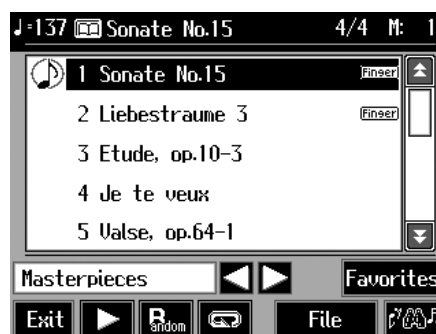 ♩=137 Sonate No.15 4/4 M: 1
1 Sonate No.15 Finger
2 Liebestraume 3 Finger
3 Etude, op.10-3
4 Je te veux
5 Valse, op.64-1
Masterpieces Favorites
Exit Random File